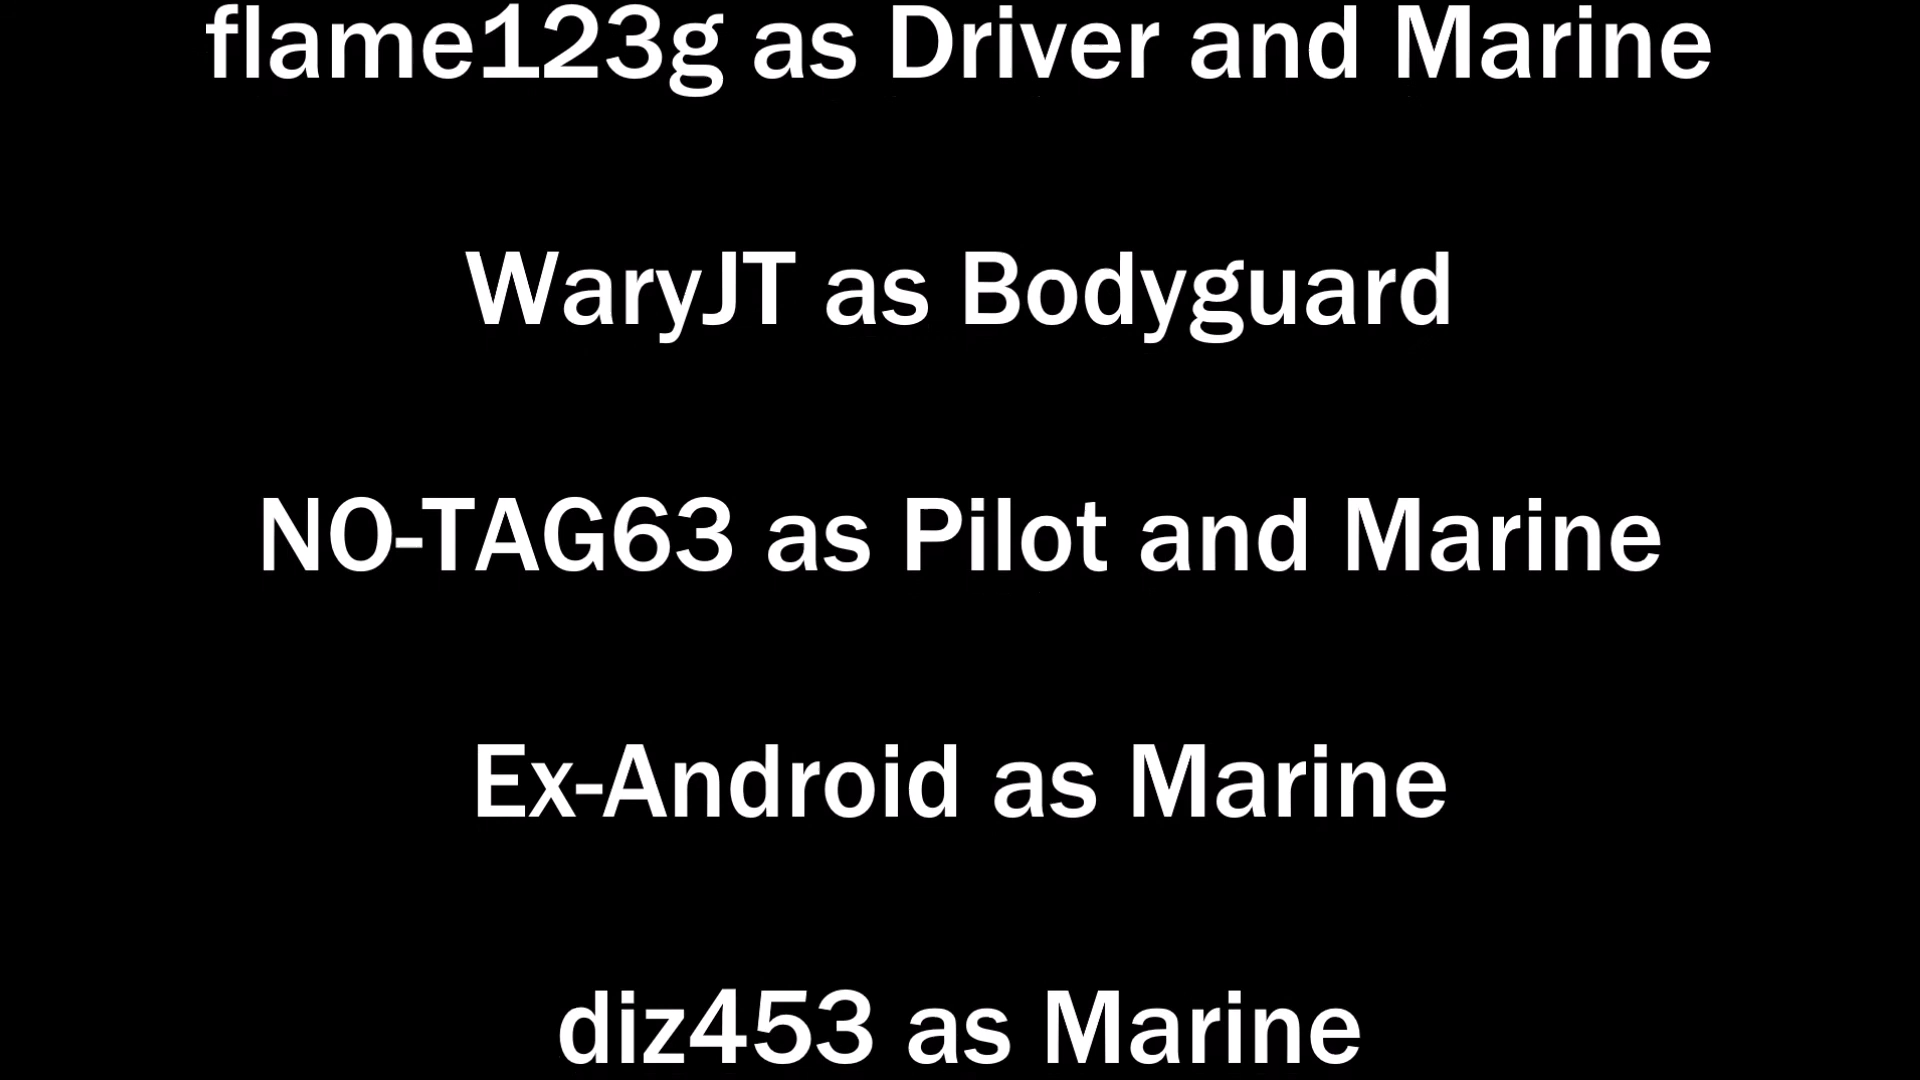 flame123g as Driver and Marine
WaryJT as Bodyguard
NO-TAG63 as Pilot and Marine
Ex-Android as Marine
diz453 as Marine